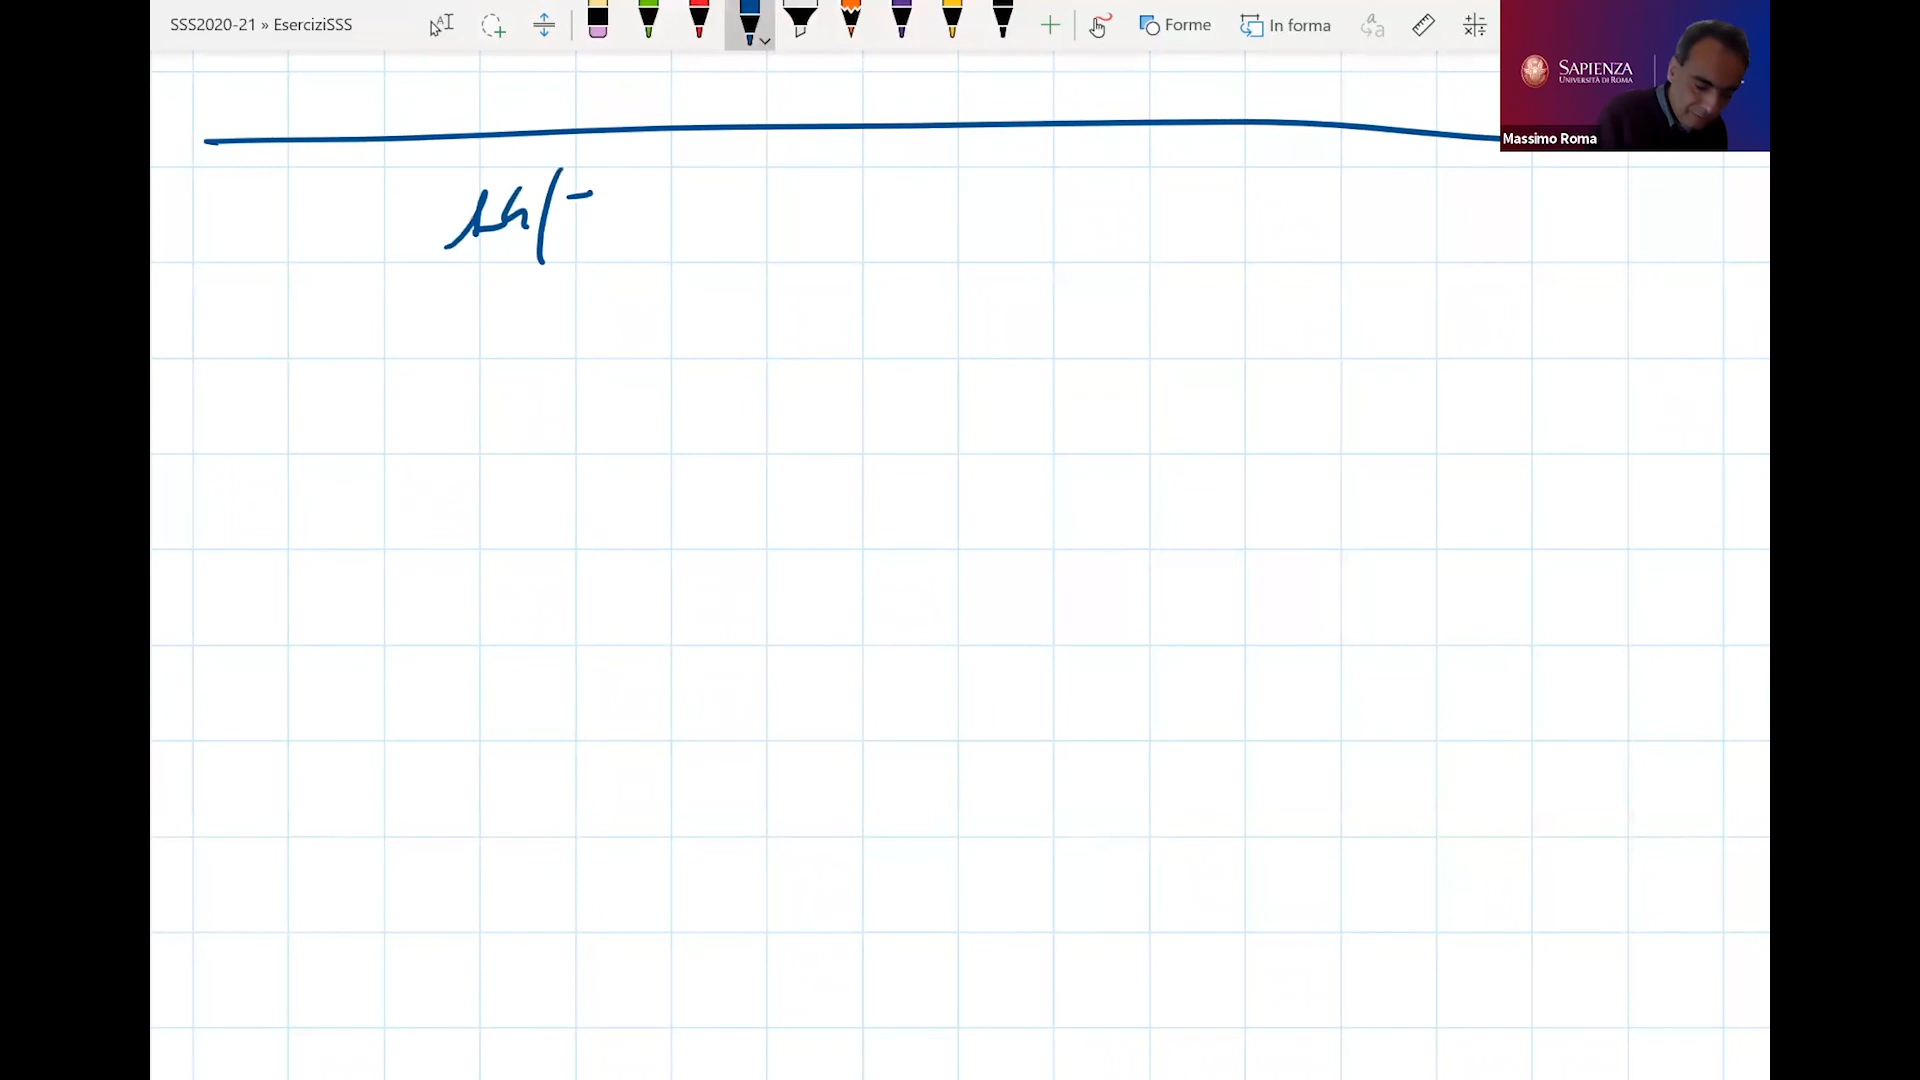 SSS2020-21 » EserciziSSS
Forme
In forma
SAPIENZA
UNIVERSITÀ DI ROMA
Massimo Roma